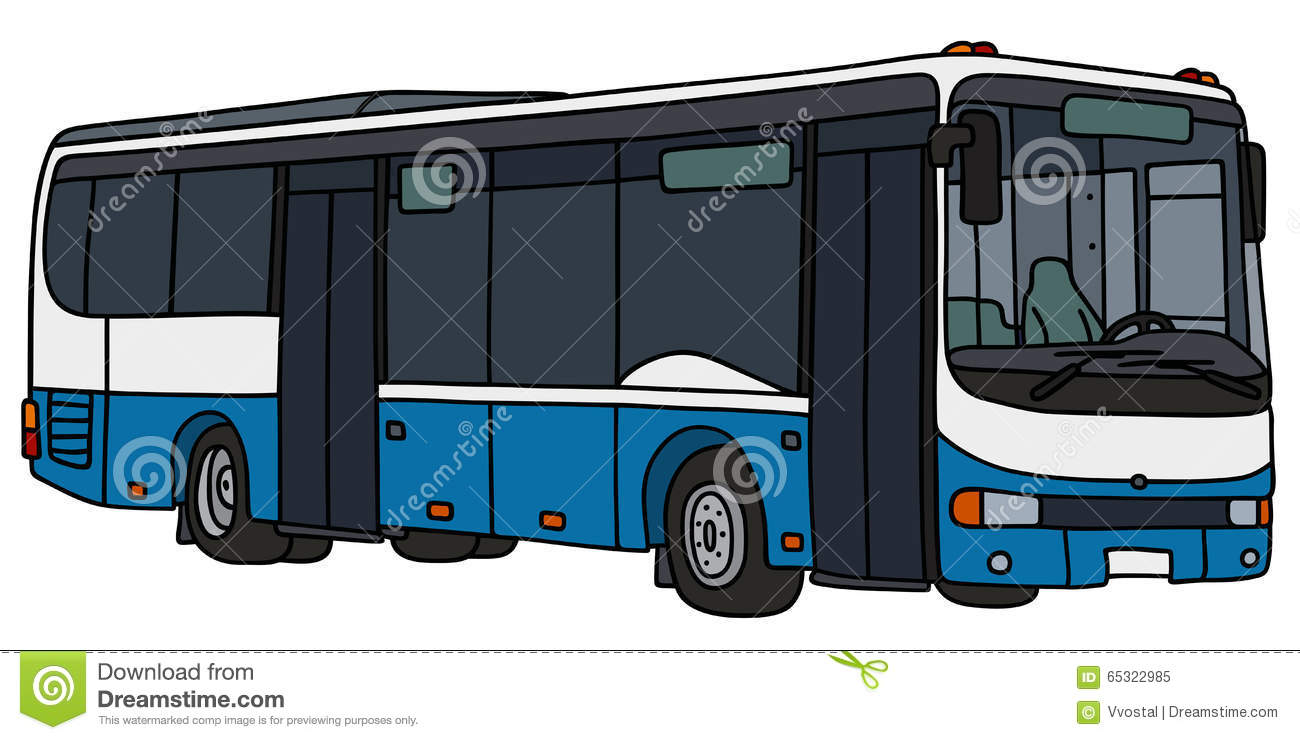 dreamstime
dreamstime
dreamstime
dreamstime
dreamstime
Download from
Dreamstime.com
This watermarked comp image is for previewing purposes only.
ID 65322985
© Vvostal | Dreamstime.com